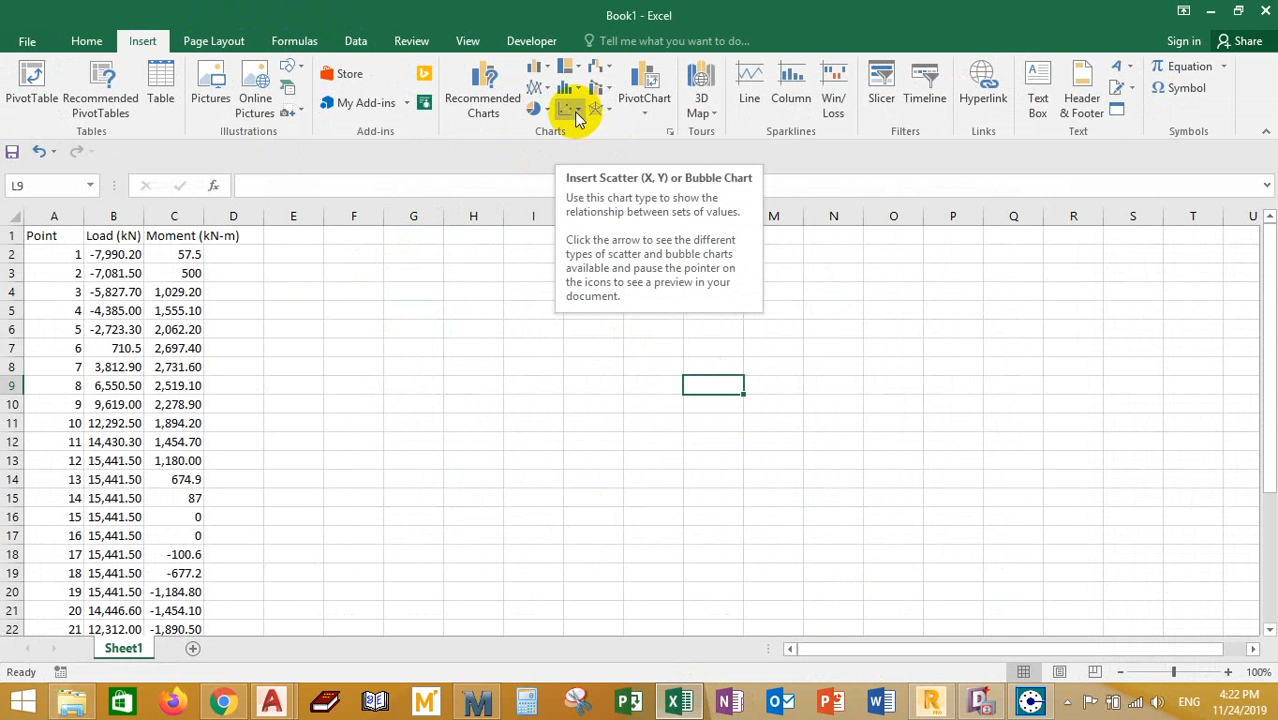 Book1 - Excel
File Home Insert Page Layout Formulas Data Review View Developer Tell me what you want to do... Sign in Share
PivotTable Recommended PivotTables Table Pictures Online Pictures Store My Add-ins Recommended Charts PivotChart 3D Map Line Column Win/Loss Slicer Timeline Hyperlink Text Box Header & Footer Equation Symbol
Tables Illustrations Add-ins Charts Tours Sparklines Filters Text Symbols
L9 fx
Insert Scatter (X, Y) or Bubble Chart
Use this chart type to show the
relationship between sets of values.
Click the arrow to see the different
types of scatter and bubble charts
available and pause the pointer on
the icons to see a preview in your
document.
A B C D E F G H I M N O P Q R S T U
1 Point Load (kN) Moment (kN-m)
2 1 -7,990.20 57.5
3 2 -7,081.50 500
4 3 -5,827.70 1,029.20
5 4 -4,385.00 1,555.10
6 5 -2,723.30 2,062.20
7 6 710.5 2,697.40
8 7 3,812.90 2,731.60
9 8 6,550.50 2,519.10
10 9 9,619.00 2,278.90
11 10 12,292.50 1,894.20
12 11 14,430.30 1,454.70
13 12 15,441.50 1,180.00
14 13 15,441.50 674.9
15 14 15,441.50 87
16 15 15,441.50 0
17 16 15,441.50 0
18 17 15,441.50 -100.6
19 18 15,441.50 -677.2
20 19 15,441.50 -1,184.80
21 20 14,446.60 -1,454.10
22 21 12,312.00 -1,890.50
Sheet1
Ready 100%
ENG 4:22 PM
11/24/2019